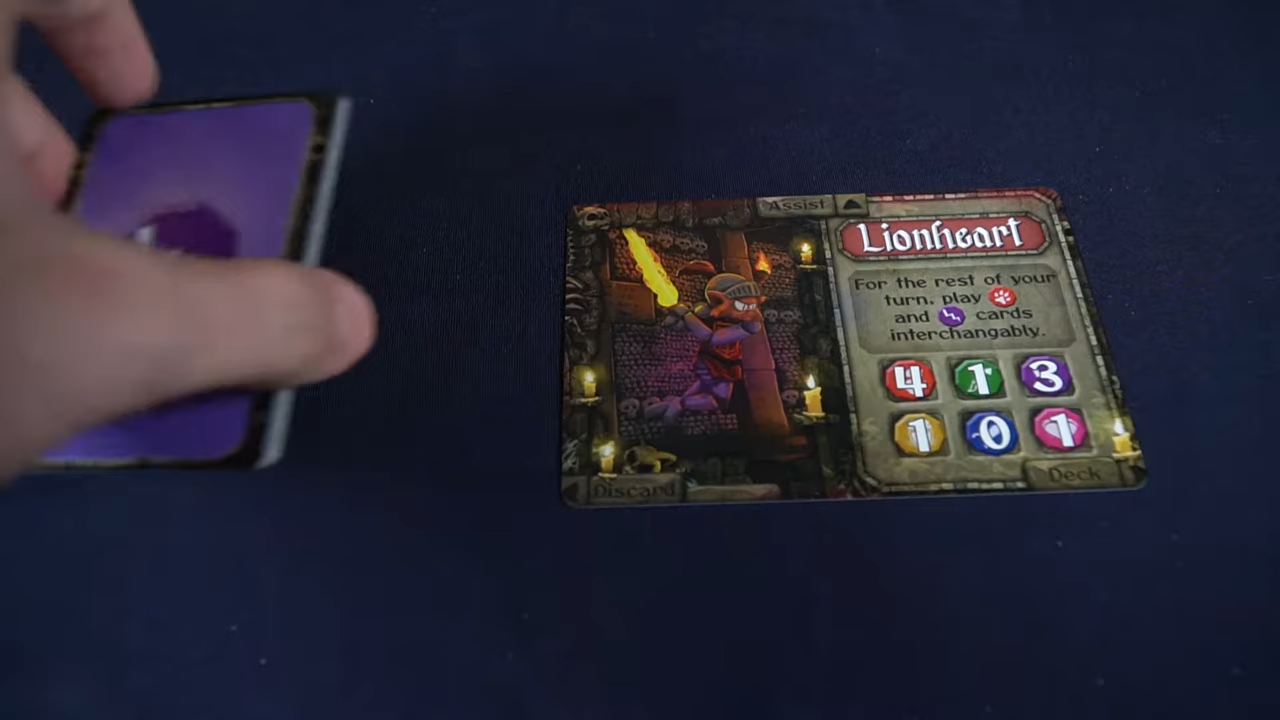 Assist
Lionheart
For the rest of your
turn, play
and cards
interchangably.
4 1 3
1 0 1
Discard
Deck